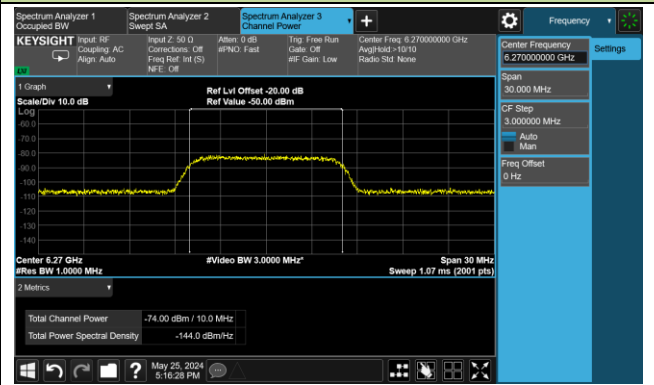 Spectrum Analyzer 1
Occupied BW
Spectrum Analyzer 2
Swept SA
Spectrum Analyzer 3
Channel Power
Frequency
KEYSIGHT
Input: RF
Coupling: AC
Align: Auto
Input Z: 50 Ω
Corrections: Off
Freq Ref: Int (S)
NFE: Off
Atten: 0 dB
#PNO: Fast
Trig: Free Run
Gate: Off
#IF Gain: Low
Center Freq: 6.270000000 GHz
Avg|Hold:>10/10
Radio Std: None
LU
Center Frequency
6.270000000 GHz
Settings
Span
30.000 MHz
CF Step
3.000000 MHz
Auto
Man
Freq Offset
0 Hz
1 Graph
Scale/Div 10.0 dB
Ref Lvl Offset -20.00 dB
Ref Value -50.00 dBm
Log
-60.0
-70.0
-80.0
-90.0
-100
-110
-120
-130
-140
Center 6.27 GHz
#Video BW 3.0000 MHz*
Span 30 MHz
#Res BW 1.0000 MHz
Sweep 1.07 ms (2001 pts)
2 Metrics
Total Channel Power
-74.00 dBm / 10.0 MHz
Total Power Spectral Density
-144.0 dBm/Hz
May 25, 2024
5:16:28 PM